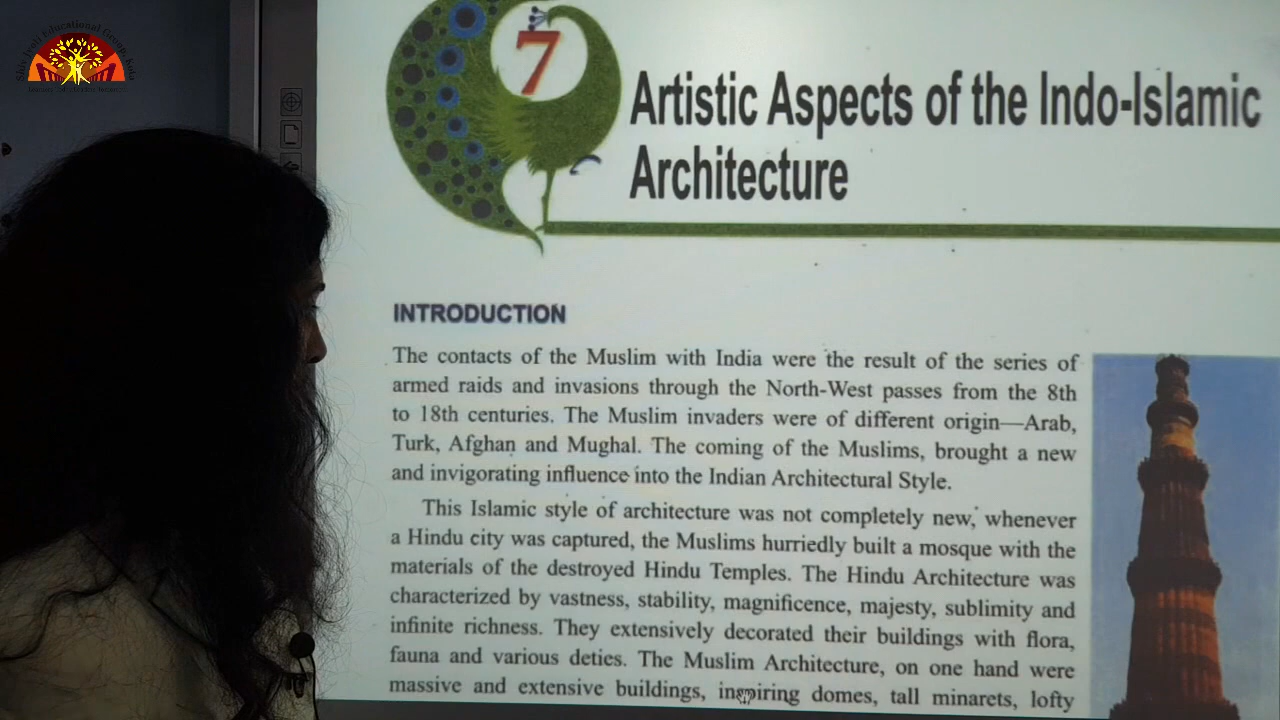 Shiv Jyoti Educational Group, Kota
7
Artistic Aspects of the Indo-Islamic
Architecture
INTRODUCTION
The contacts of the Muslim with India were the result of the series of
armed raids and invasions through the North-West passes from the 8th
to 18th centuries. The Muslim invaders were of different origin—Arab,
Turk, Afghan and Mughal. The coming of the Muslims, brought a new
and invigorating influence into the Indian Architectural Style.
This Islamic style of architecture was not completely new, whenever
a Hindu city was captured, the Muslims hurriedly built a mosque with the
materials of the destroyed Hindu Temples. The Hindu Architecture was
characterized by vastness, stability, magnificence, majesty, sublimity and
infinite richness. They extensively decorated their buildings with flora,
fauna and various deties. The Muslim Architecture, on one hand were
massive and extensive buildings, inspiring domes, tall minarets, lofty